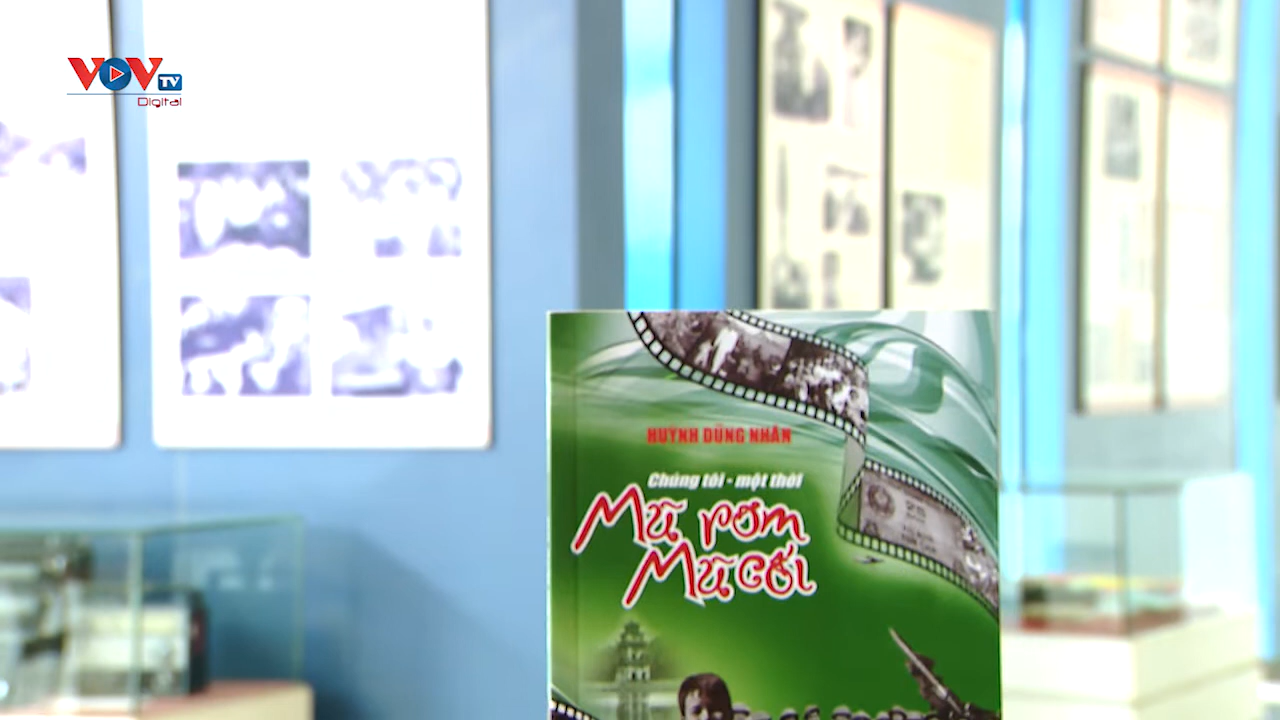 VOV TV
Digital
HUỲNH DŨNG NHÂN
Chúng tôi - một thời
Mũ rơm
Mũ cối